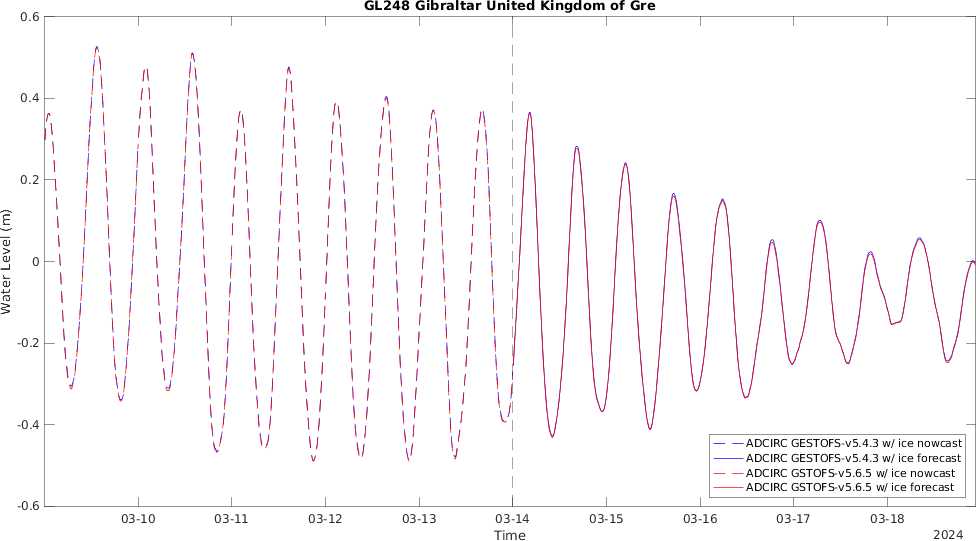 GL248 Gibraltar United Kingdom of Gre
0.6
0.4
0.2
0
-0.2
-0.4
-0.6
Water Level (m)
03-10
03-11
03-12
03-13
03-14
03-15
03-16
03-17
03-18
Time
2024
ADCIRC GESTOFS-v5.4.3 w/ ice nowcast
ADCIRC GESTOFS-v5.4.3 w/ ice forecast
ADCIRC GSTOFS-v5.6.5 w/ ice nowcast
ADCIRC GSTOFS-v5.6.5 w/ ice forecast